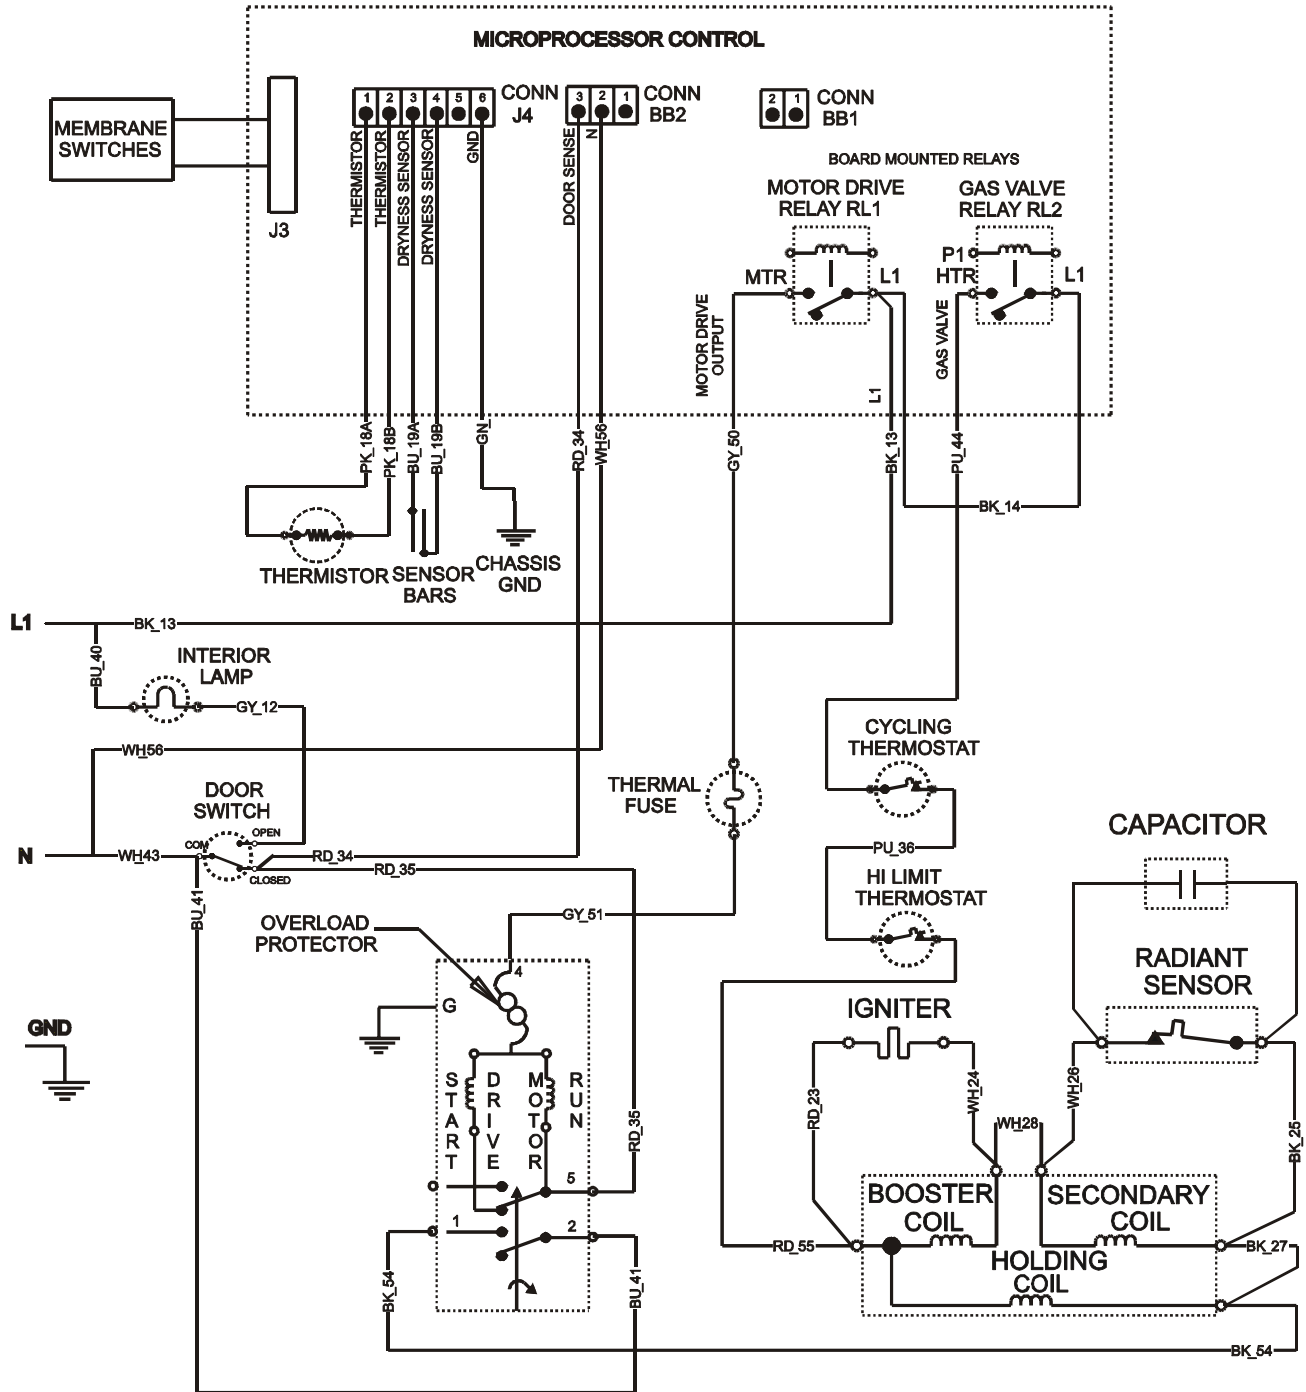 MICROPROCESSOR CONTROL
MEMBRANE
SWITCHES
J3
1 2 3 4 5 6
CONN
J4
3 2 1
CONN
BB2
2 1
CONN
BB1
THERMISTOR
THERMISTOR
DRYNESS SENSOR
DRYNESS SENSOR
GND
DOOR SENSE
N
BOARD MOUNTED RELAYS
MOTOR DRIVE
RELAY RL1
GAS VALVE
RELAY RL2
MTR
L1
P1
HTR
L1
MOTOR DRIVE
OUTPUT
L1
GAS VALVE
PK_18A
PK_18B
BU_19A
BU_19B
GN_
RD_34
WH56
GY_50
BK_13
PU_44
BK_14
THERMISTOR
SENSOR
BARS
CHASSIS
GND
L1
BK_13
BU_40
INTERIOR
LAMP
GY_12
WH56
DOOR
SWITCH
COM
OPEN
CLOSED
N
WH43
RD_34
RD_35
BU_41
THERMAL
FUSE
CYCLING
THERMOSTAT
PU_36
HI LIMIT
THERMOSTAT
CAPACITOR
RADIANT
SENSOR
OVERLOAD
PROTECTOR
GY_51
4
G
GND
IGNITER
START
DRIVE
MOTOR
RUN
5
1
2
RD_35
RD_23
WH24
WH28
WH26
BK_25
BOOSTER
COIL
SECONDARY
COIL
RD_55
BK_27
HOLDING
COIL
BK_54
BU_41
BK_54